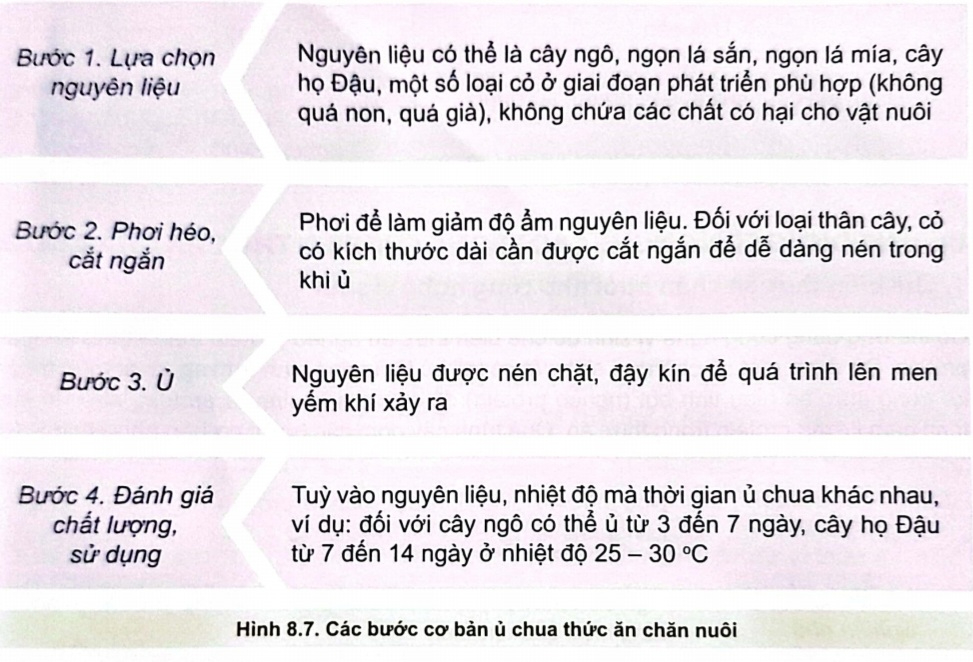 Bước 1. Lựa chọn
nguyên liệu
Nguyên liệu có thể là cây ngô, ngọn lá sắn, ngọn lá mía, cây
họ Đậu, một số loại cỏ ở giai đoạn phát triển phù hợp (không
quá non, quá già), không chứa các chất có hại cho vật nuôi
Bước 2. Phơi héo,
cắt ngắn
Phơi để làm giảm độ ẩm nguyên liệu. Đối với loại thân cây, cỏ
có kích thước dài cần được cắt ngắn để dễ dàng nén trong
khi ủ
Bước 3. Ủ
Nguyên liệu được nén chặt, đậy kín để quá trình lên men
yếm khí xảy ra
Bước 4. Đánh giá
chất lượng,
sử dụng
Tuỳ vào nguyên liệu, nhiệt độ mà thời gian ủ chua khác nhau,
ví dụ: đối với cây ngô có thể ủ từ 3 đến 7 ngày, cây họ Đậu
từ 7 đến 14 ngày ở nhiệt độ 25 – 30 ºC
Hình 8.7. Các bước cơ bản ủ chua thức ăn chăn nuôi